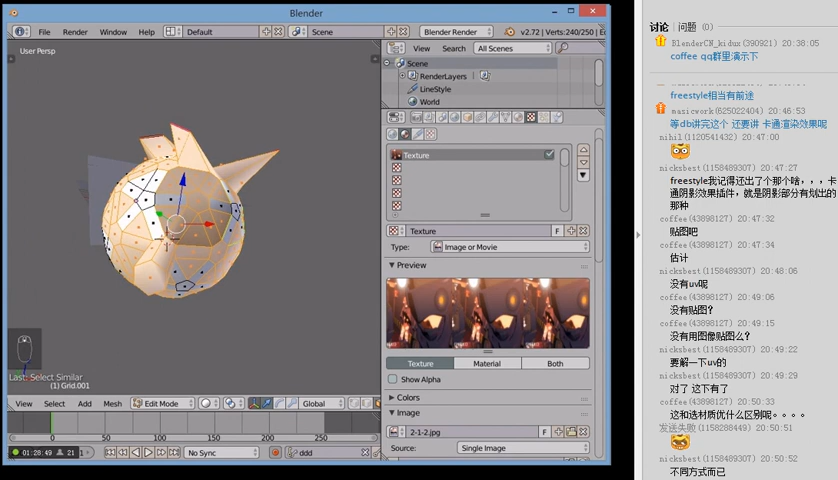 Blender
File
Render
Window
Help
Default
Scene
Blender Render
v2.72 | Verts:240/250 | E
User Persp
View
Search
All Scenes
Scene
RenderLayers
LineStyle
World
Texture
Texture
F
Type:
Image or Movie
Preview
Texture
Material
Both
Show Alpha
Colors
Image
2-1-2.jpg
F
Source:
Single Image
Last: Select Similar
(1) Grid.001
View
Select
Add
Mesh
Edit Mode
Global
0
50
100
150
200
250
01:28:49
21
No Sync
ddd
讨论 | 问题 (0)
BlenderCN_kidux(390921) 20:38:05
coffee qq群里演示下
freestyle相当有前途
masicwork(625022404) 20:46:53
等db讲完这个 还要讲 卡通渲染效果呢
nihil(1120541432) 20:47:00
nicksbest(1158489307) 20:47:27
freestyle我记得还出了个那个啥，，，卡
通阴影效果插件，就是阴影部分有划出的
那种
coffee(43898127) 20:47:32
贴图吧
coffee(43898127) 20:47:34
估计
nicksbest(1158489307) 20:48:06
没有uv呢
coffee(43898127) 20:49:06
没有贴图?
coffee(43898127) 20:49:15
没有用图像贴图么?
nicksbest(1158489307) 20:49:22
要解一下uv的
nicksbest(1158489307) 20:49:29
对了 这下有了
coffee(43898127) 20:50:33
这和选材质优什么区别呢。。。。
发送失败(1158288449) 20:50:51
nicksbest(1158489307) 20:50:52
不同方式而已